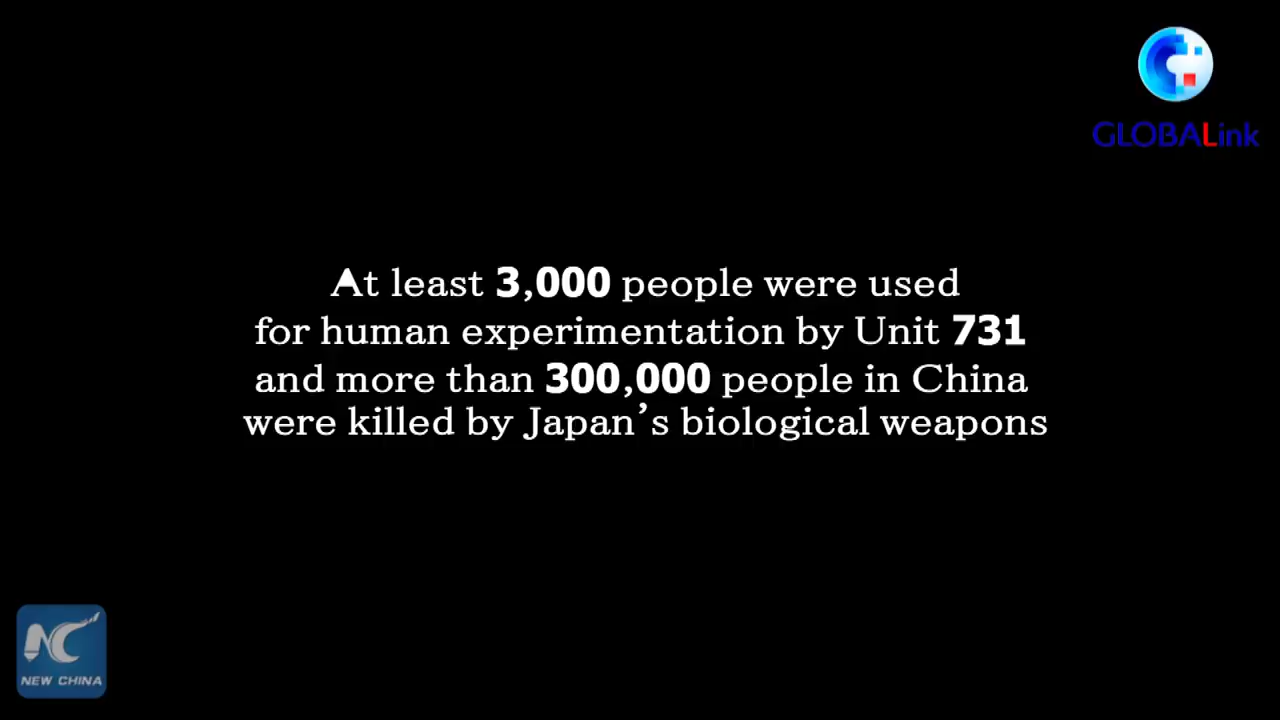 GLOBALink
At least 3,000 people were used
for human experimentation by Unit 731
and more than 300,000 people in China
were killed by Japan's biological weapons
NC
NEW CHINA